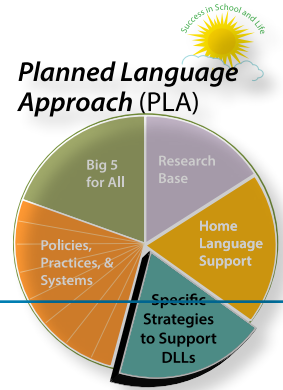 Success in School and Life
Planned Language
Approach (PLA)
Big 5
for All
Research
Base
Home
Language
Support
Policies,
Practices, &
Systems
Specific
Strategies
to Support
DLLs